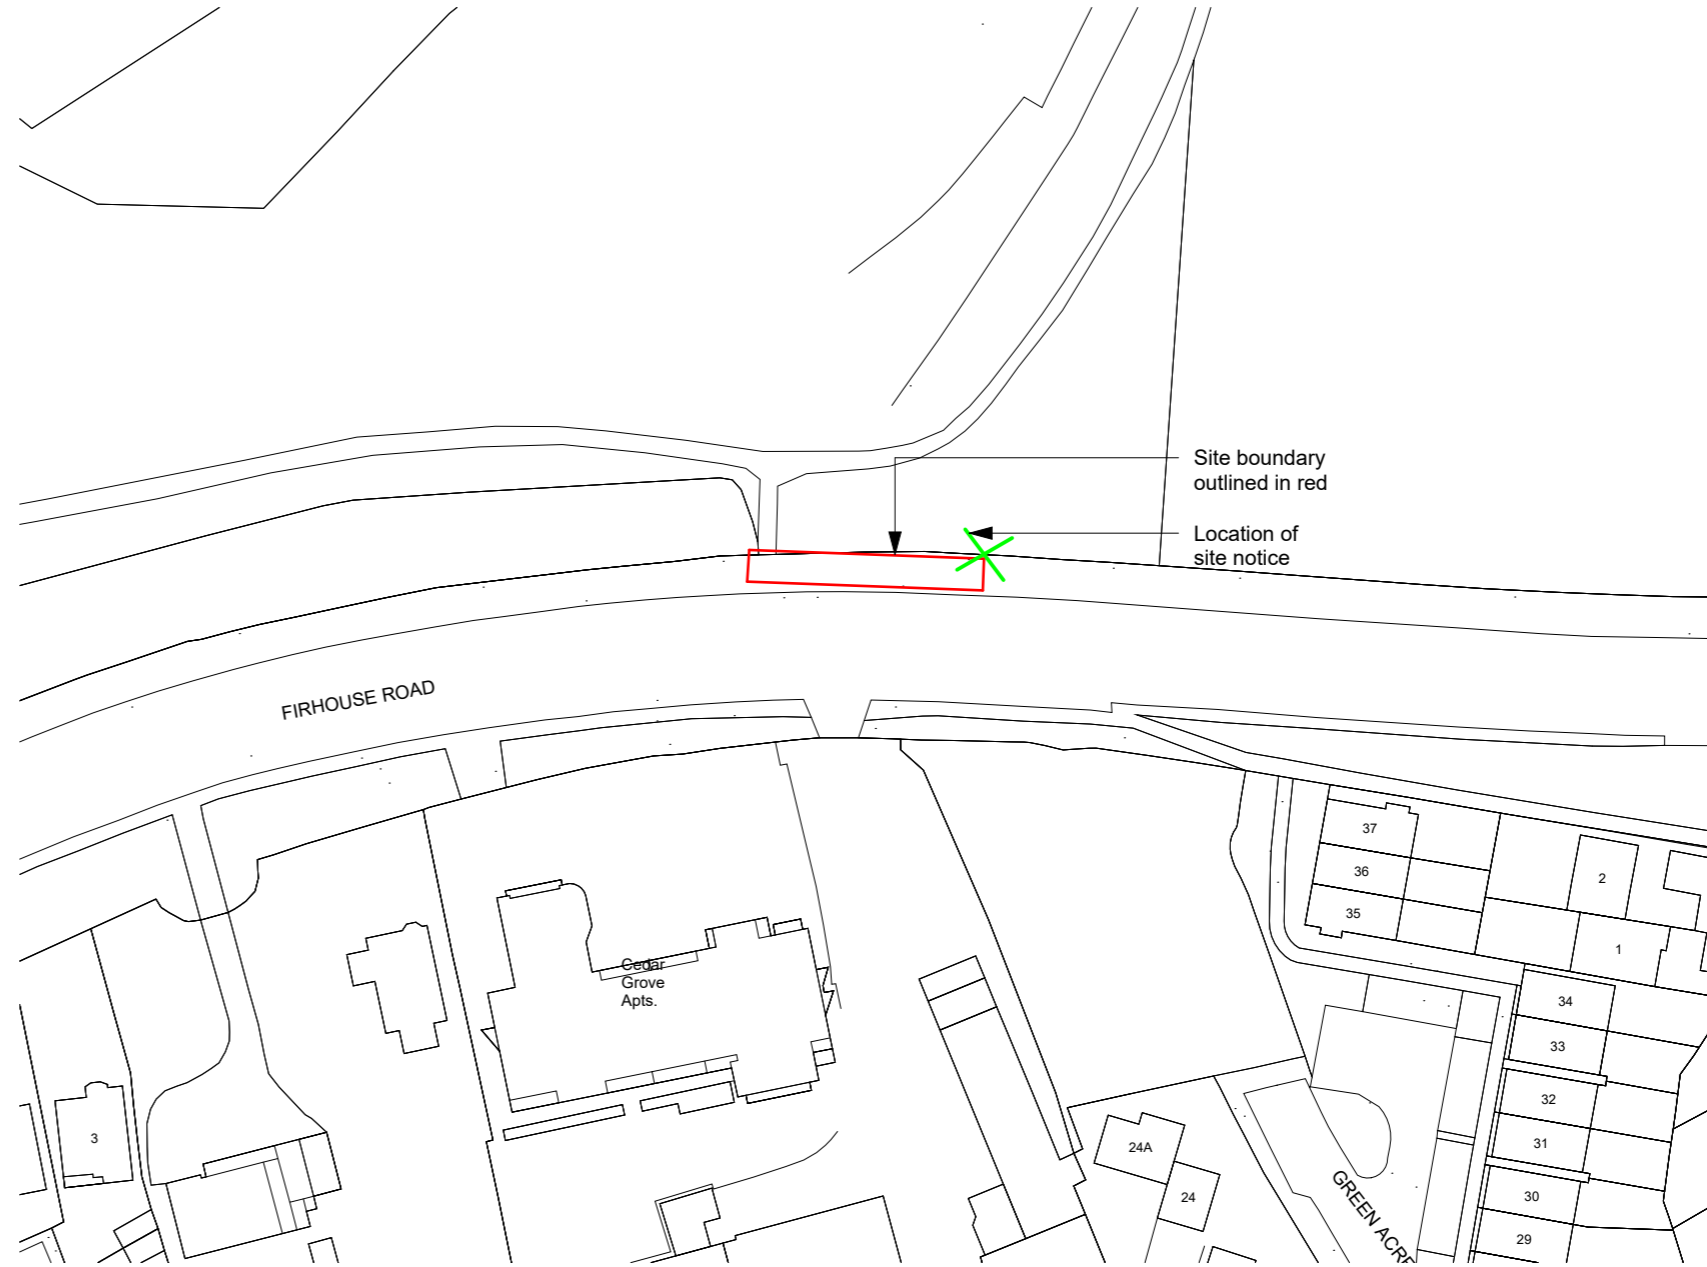 Site boundary
outlined in red
Location of
site notice
FIRHOUSE ROAD
37
36
2
35
1
Cedar
Grove
Apts.
34
33
32
31
3
24A
24
30
29
GREEN ACRE